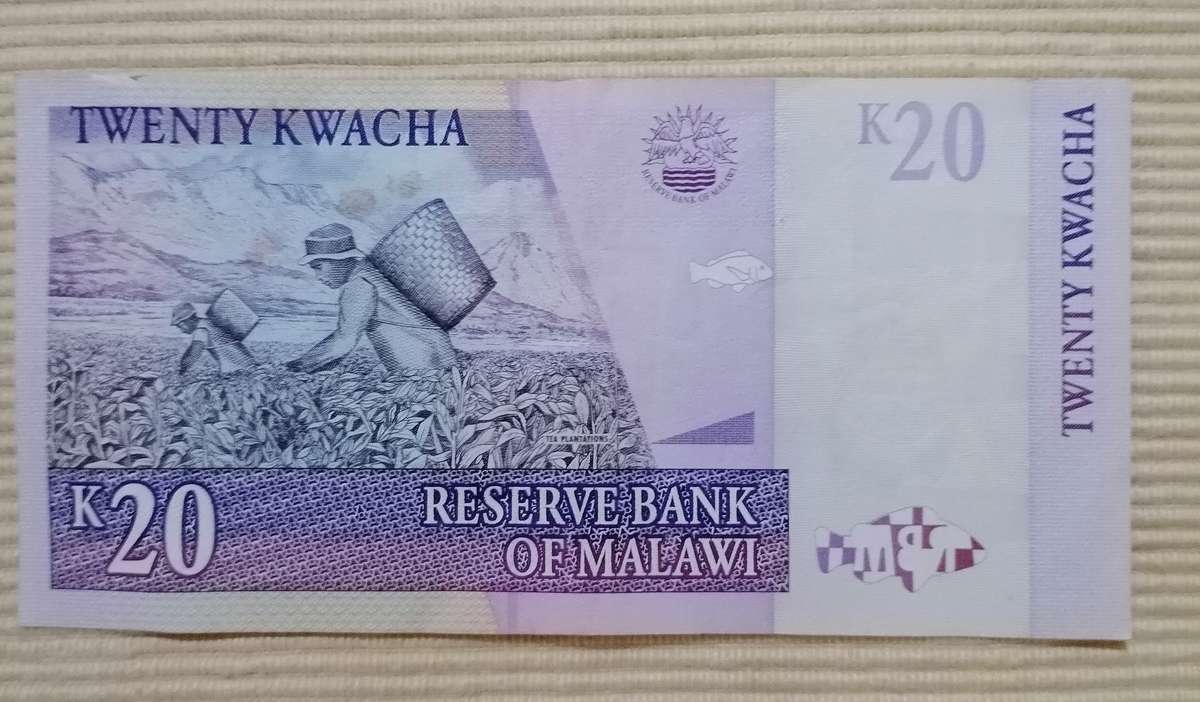 TWENTY KWACHA
RESERVE BANK OF MALAWI
K20
TWENTY KWACHA
TEA PLANTATIONS
K20
RESERVE BANK
OF MALAWI